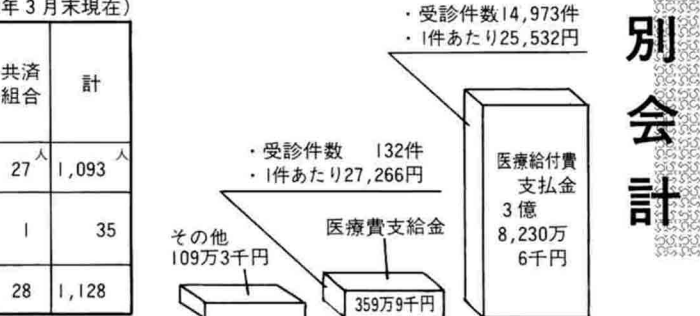 別会計
年3月末現在)
共済
組合
計
27人
1,093人
1
35
28
1,128
・受診件数14,973件
・1件あたり25,532円
・受診件数 132件
・1件あたり27,266円
医療給付費
支払金
3億
8,230万
6千円
医療費支給金
359万9千円
その他
109万3千円